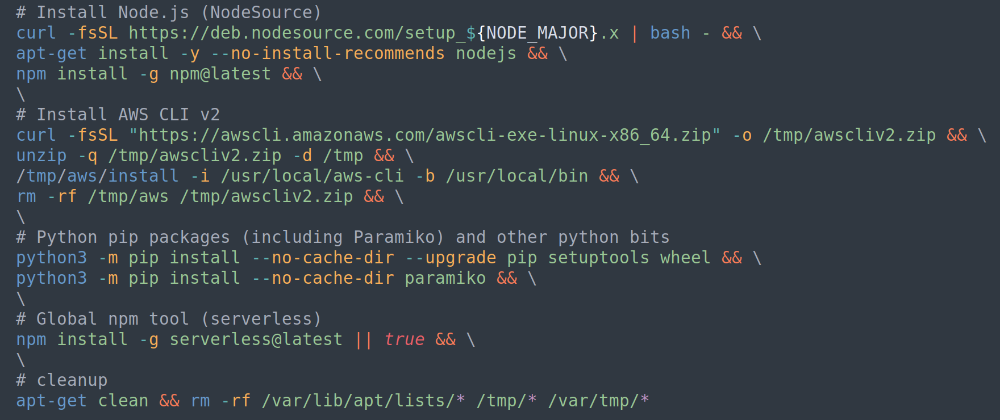 # Install Node.js (NodeSource)
curl -fsSL https://deb.nodesource.com/setup_${NODE_MAJOR}.x | bash - && \
apt-get install -y --no-install-recommends nodejs && \
npm install -g npm@latest && \
\
# Install AWS CLI v2
curl -fsSL "https://awscli.amazonaws.com/awscli-exe-linux-x86_64.zip" -o /tmp/awscliv2.zip && \
unzip -q /tmp/awscliv2.zip -d /tmp && \
/tmp/aws/install -i /usr/local/aws-cli -b /usr/local/bin && \
rm -rf /tmp/aws /tmp/awscliv2.zip && \
\
# Python pip packages (including Paramiko) and other python bits
python3 -m pip install --no-cache-dir --upgrade pip setuptools wheel && \
python3 -m pip install --no-cache-dir paramiko && \
\
# Global npm tool (serverless)
npm install -g serverless@latest || true && \
\
# cleanup
apt-get clean && rm -rf /var/lib/apt/lists/* /tmp/* /var/tmp/*